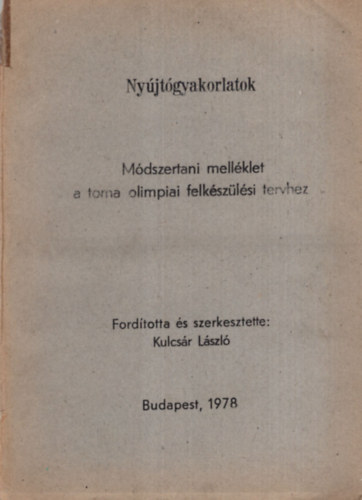 Nyújtógyakorlatok
Módszertani melléklet
a torna olimpiai felkészülési tervhez
Fordította és szerkesztette:
Kulcsár László
Budapest, 1978